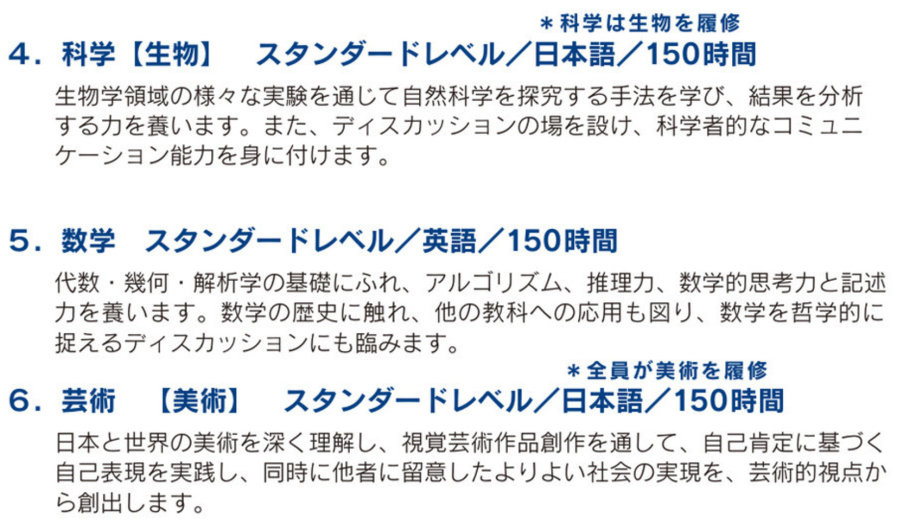 ＊科学は生物を履修
４．科学【生物】　スタンダードレベル／日本語／150時間
生物学領域の様々な実験を通じて自然科学を探究する手法を学び、結果を分析
する力を養います。また、ディスカッションの場を設け、科学者的なコミュニ
ケーション能力を身に付けます。
５．数学　スタンダードレベル／英語／150時間
代数・幾何・解析学の基礎にふれ、アルゴリズム、推理力、数学的思考力と記述
力を養います。数学の歴史に触れ、他の教科への応用も図り、数学を哲学的に
捉えるディスカッションにも臨みます。
＊全員が美術を履修
６．芸術　【美術】　スタンダードレベル／日本語／150時間
日本と世界の美術を深く理解し、視覚芸術作品創作を通して、自己肯定に基づく
自己表現を実践し、同時に他者に留意したよりよい社会の実現を、芸術的視点か
ら創出します。